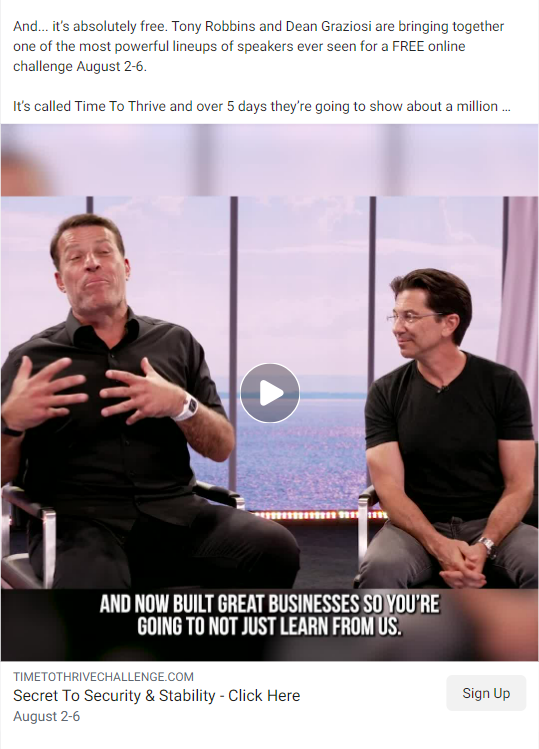 And... it's absolutely free. Tony Robbins and Dean Graziosi are bringing together
one of the most powerful lineups of speakers ever seen for a FREE online
challenge August 2-6.
It's called Time To Thrive and over 5 days they're going to show about a million ...
AND NOW BUILT GREAT BUSINESSES SO YOU'RE
GOING TO NOT JUST LEARN FROM US.
TIMETOTHRIVECHALLENGE.COM
Secret To Security & Stability - Click Here
Sign Up
August 2-6